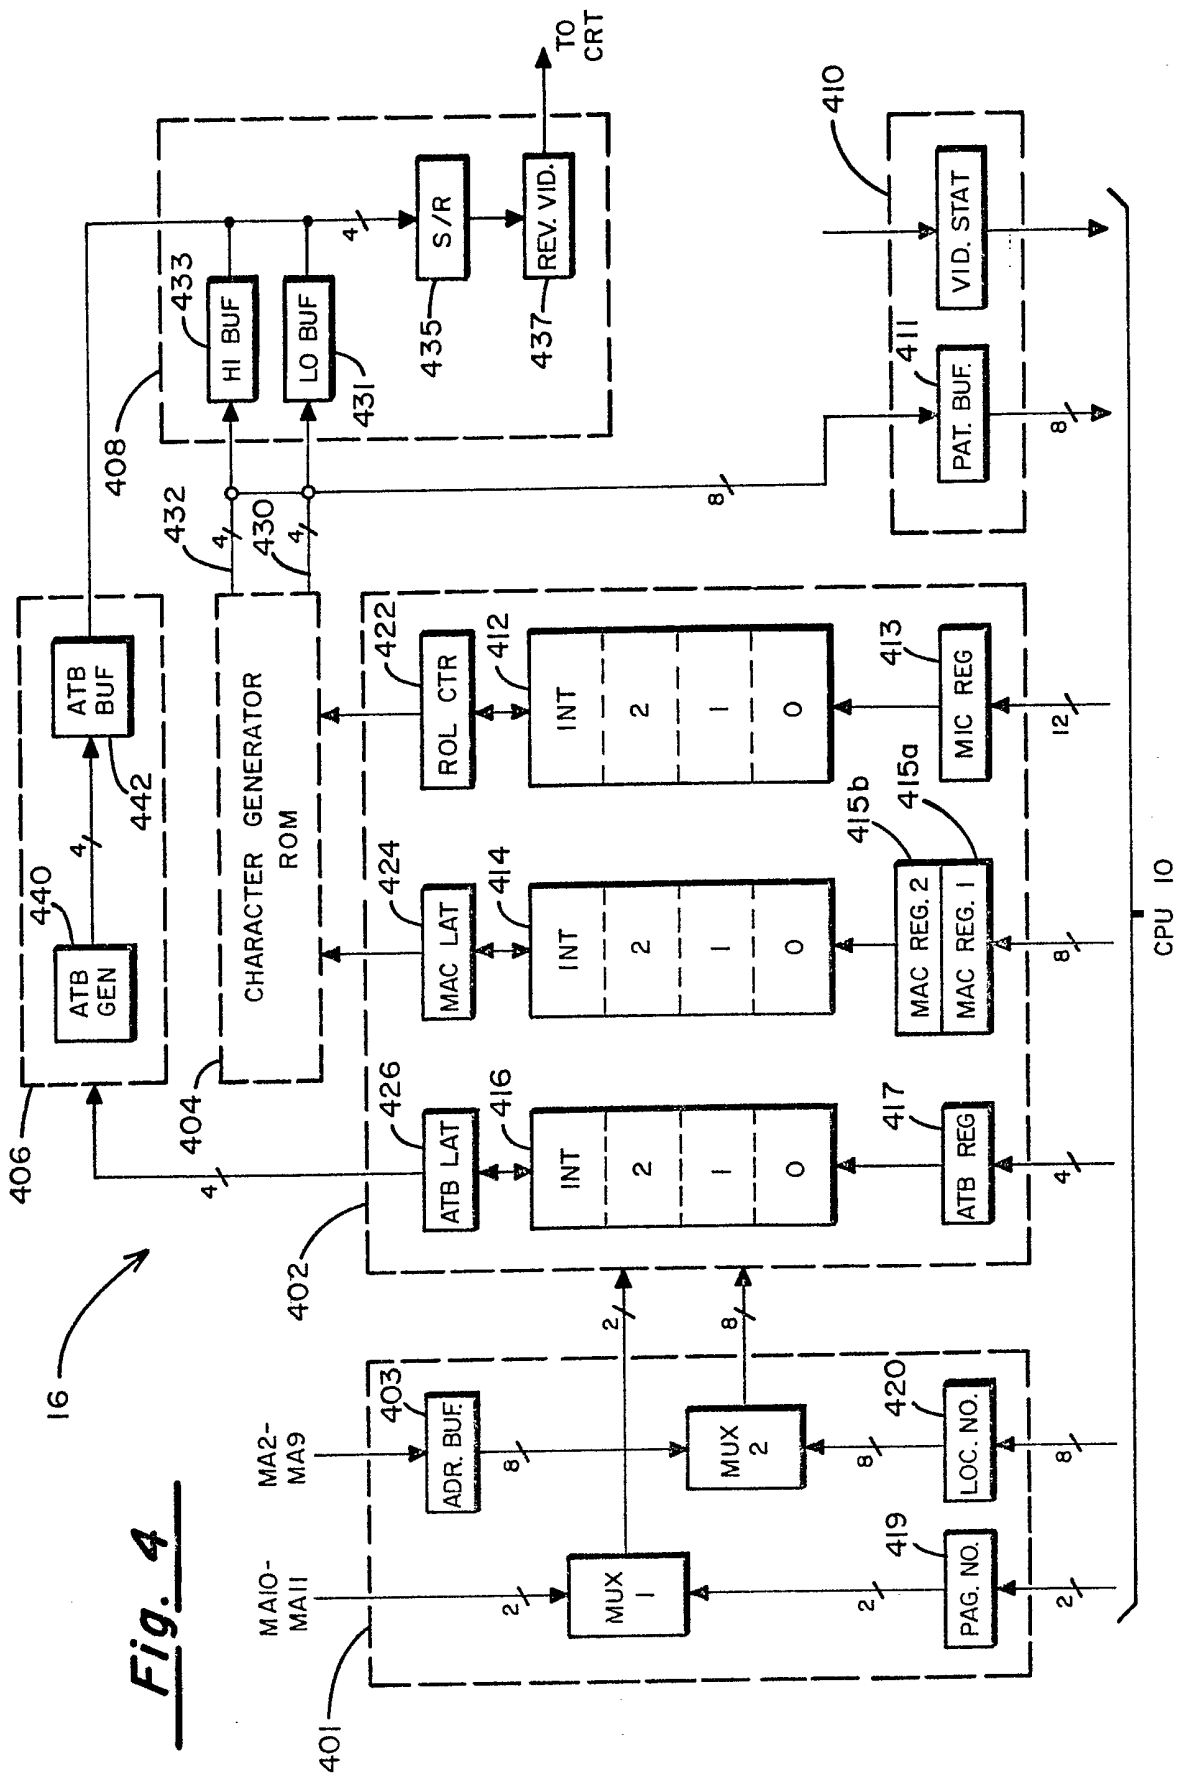 Fig. 4
16
401
MA10-
MA11
MA2-
MA9
2
MUX
1
2
PAG. NO.
419
2
403
ADR. BUF.
8
MUX
2
8
LOC. NO.
420
8
2
8
402
406
4
ATB LAT
426
416
INT
2
1
0
417
ATB REG
4
404
CHARACTER GENERATOR
ROM
MAC LAT
424
414
INT
2
1
0
415b
MAC REG. 2
MAC REG. 1
415a
8
ROL CTR
422
412
INT
2
1
0
413
MIC REG
12
440
ATB
GEN
4
442
ATB
BUF
432
4
430
4
408
433
HI BUF
LO BUF
431
4
435
S/R
437
REV. VID.
TO
CRT
8
410
411
PAT. BUF.
8
VID. STAT
CPU 10